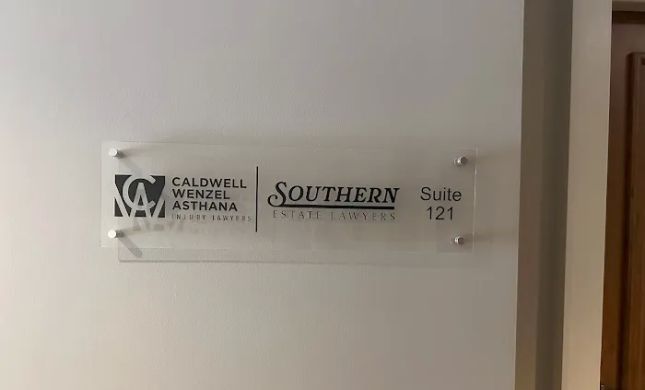 CALDWELL
WENZEL
ASTHANA
INJURY LAWYERS
SOUTHERN
ESTATE LAWYERS
Suite
121